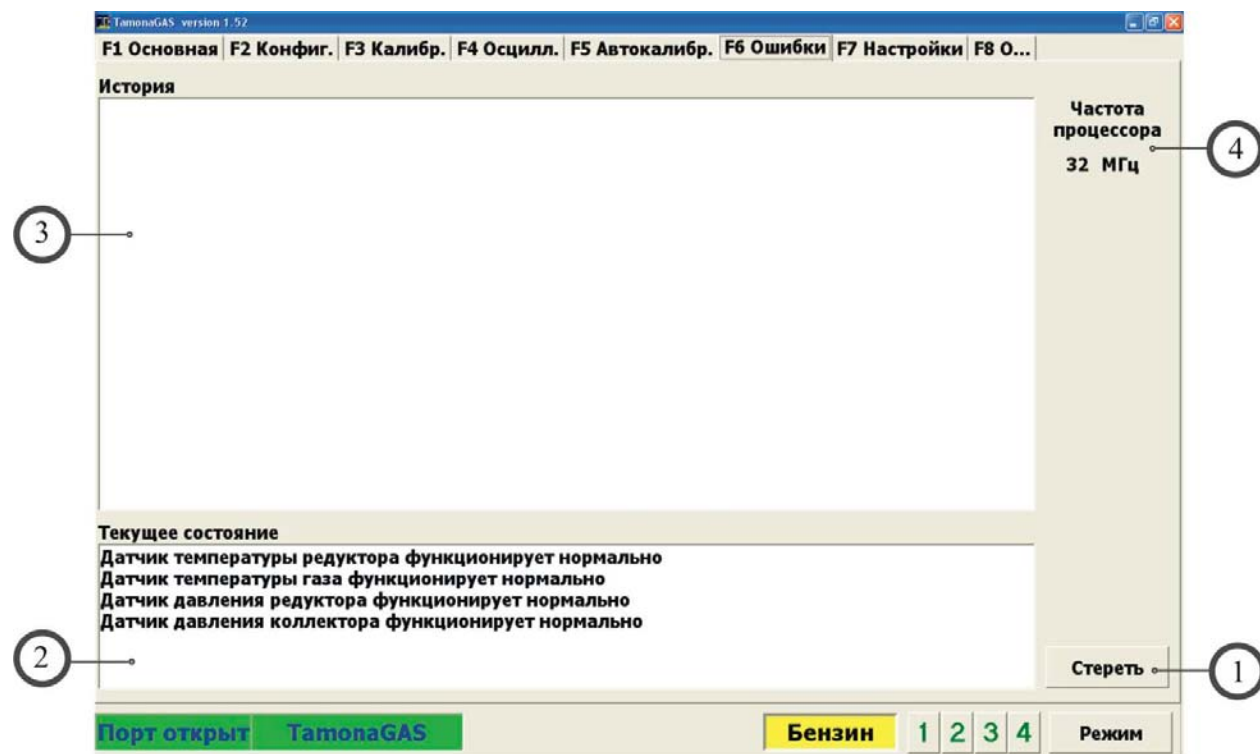 TamonaGAS version 1.52
F1 Основная F2 Конфиг. F3 Калибр. F4 Осцилл. F5 Автокалибр. F6 Ошибки F7 Настройки F8 О...
История
Частота
процессора
4
32 МГц
3
Текущее состояние
Датчик температуры редуктора функционирует нормально
Датчик температуры газа функционирует нормально
Датчик давления редуктора функционирует нормально
Датчик давления коллектора функционирует нормально
2
Стереть
1
Порт открыт TamonaGAS Бензин 1 2 3 4 Режим